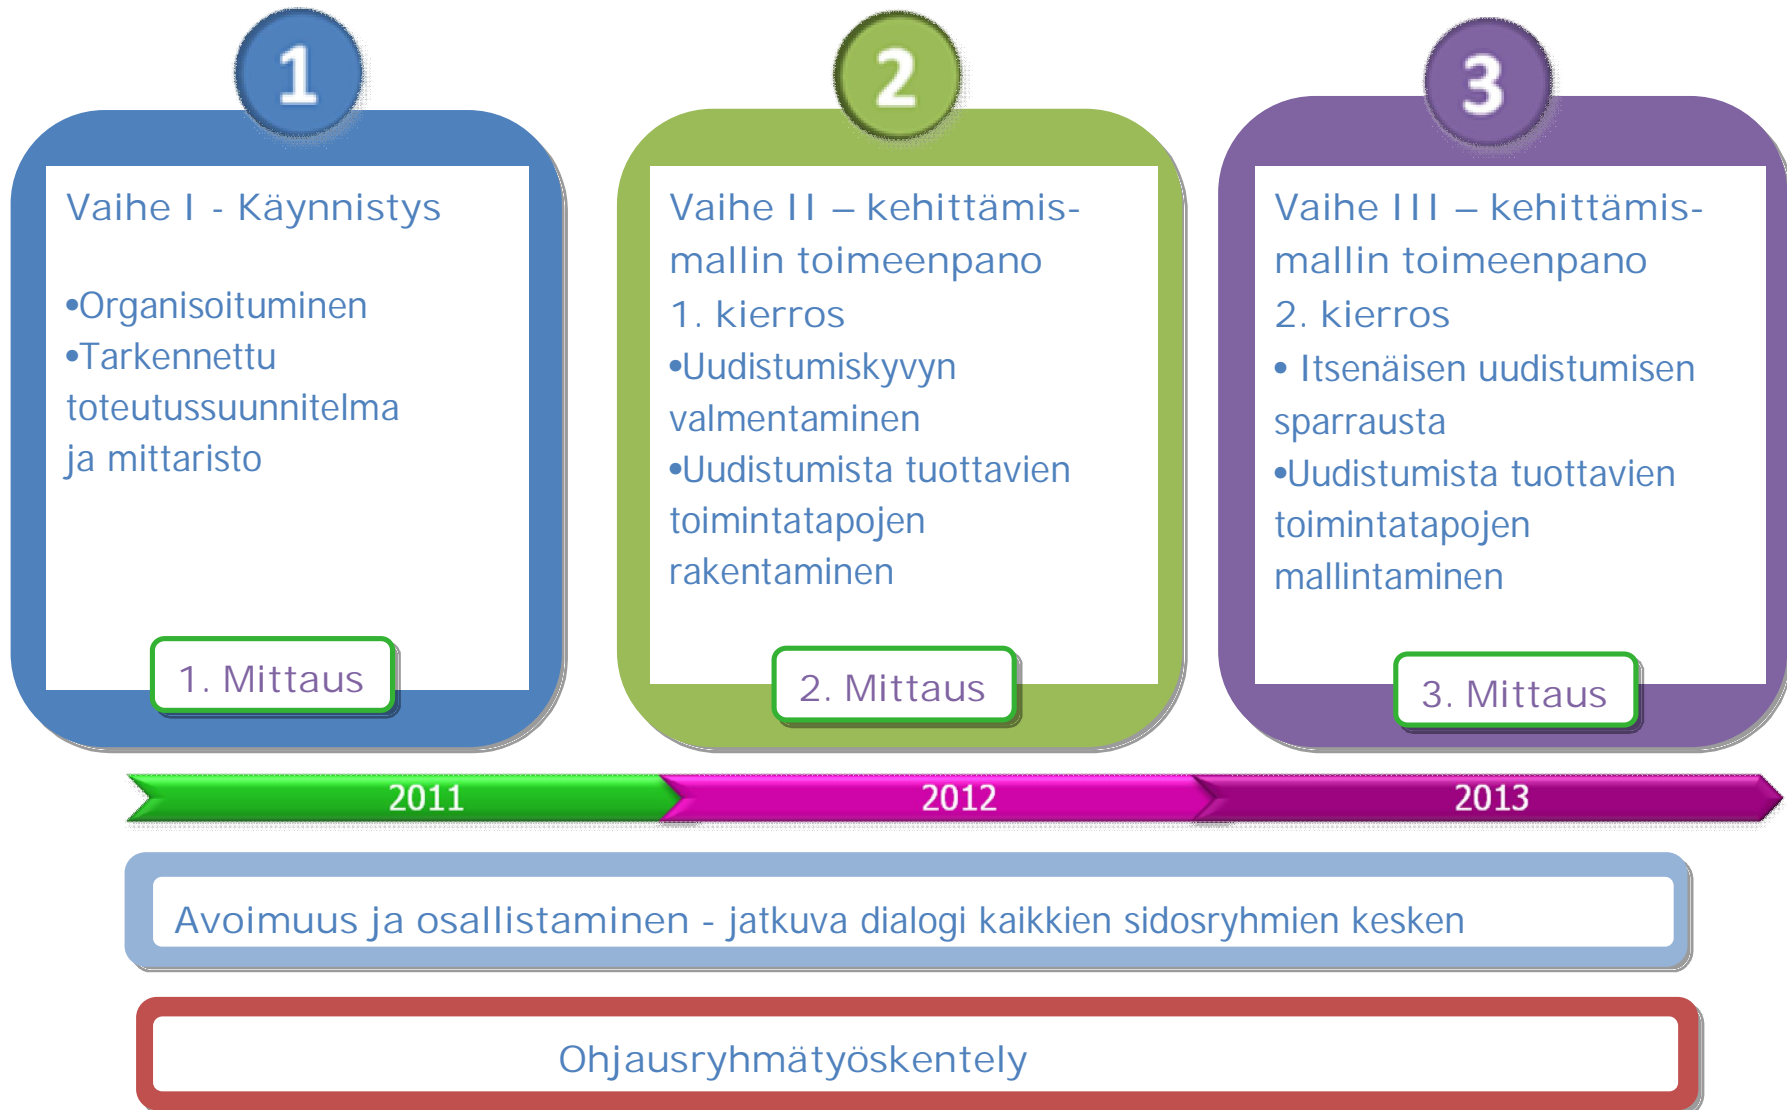 1
Vaihe I - Käynnistys
•Organisoituminen
•Tarkennettu
toteutussuunnitelma
ja mittaristo
1. Mittaus
2
Vaihe II – kehittämis-
mallin toimeenpano
1. kierros
•Uudistumiskyvyn
valmentaminen
•Uudistumista tuottavien
toimintatapojen
rakentaminen
2. Mittaus
3
Vaihe III – kehittämis-
mallin toimeenpano
2. kierros
• Itsenäisen uudistumisen
sparrausta
•Uudistumista tuottavien
toimintatapojen
mallintaminen
3. Mittaus
2011
2012
2013
Avoimuus ja osallistaminen - jatkuva dialogi kaikkien sidosryhmien kesken
Ohjausryhmätyöskentely